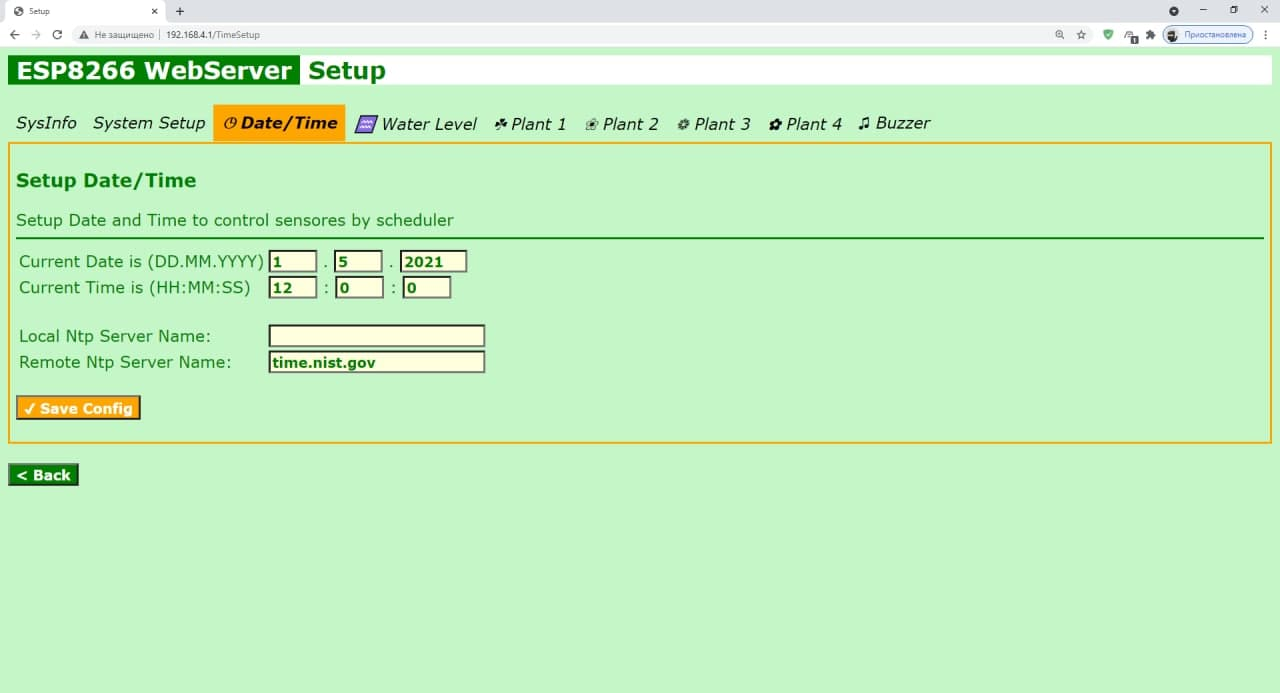 Setup
Не защищено | 192.168.4.1/TimeSetup
Приостановлена
ESP8266 WebServer Setup
SysInfo System Setup Date/Time Water Level Plant 1 Plant 2 Plant 3 Plant 4 Buzzer
Setup Date/Time
Setup Date and Time to control sensores by scheduler
Current Date is (DD.MM.YYYY) 1 . 5 . 2021
Current Time is (HH:MM:SS) 12 : 0 : 0
Local Ntp Server Name:
Remote Ntp Server Name: time.nist.gov
✓ Save Config
< Back